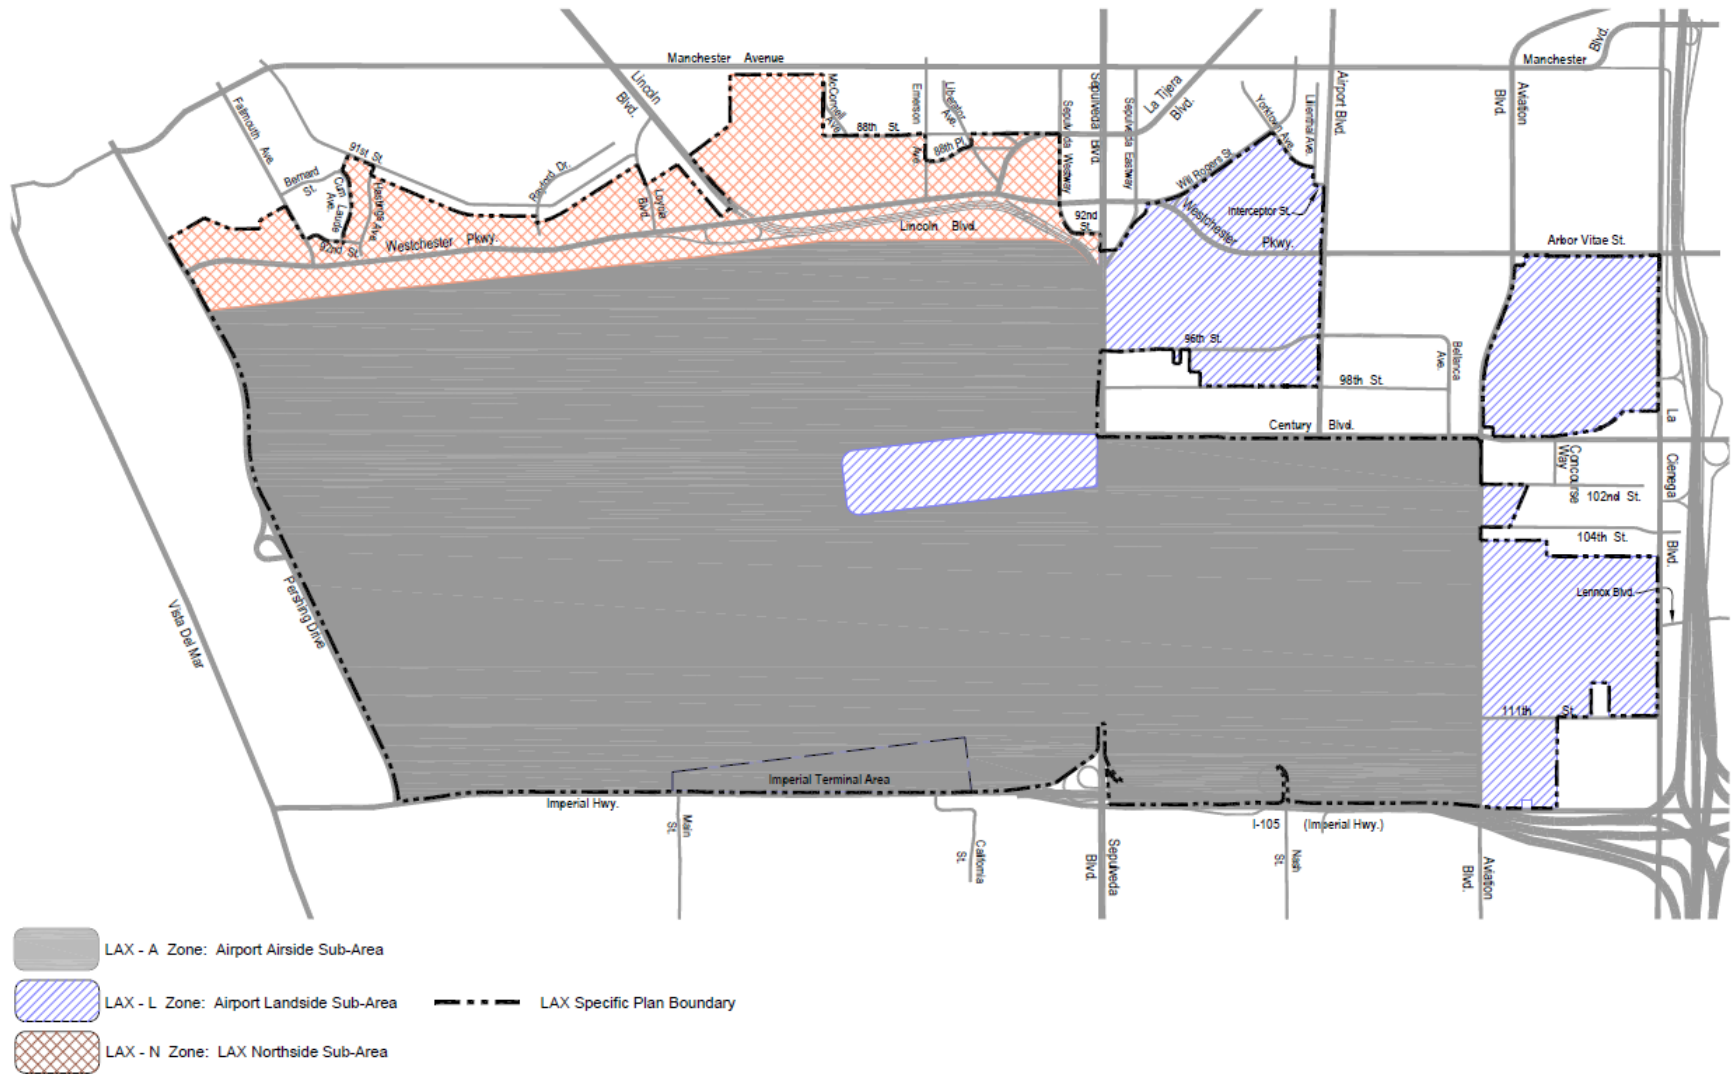 Manchester Avenue
Manchester
Blvd.
Lincoln
Blvd.
McConnell
Ave.
Emerson
Ave.
Liberator
Ave.
88th St.
88th Pl.
Sepulveda Westway
Sepulveda Blvd.
Sepulveda Eastway
La Tijera
Blvd.
Yorktown Ave.
Lilienthal Ave.
Airport Blvd.
Aviation
Blvd.
Falmouth
Ave.
91st St.
Bernard
St.
Cum Laude
Ave.
Hastings Ave.
92nd St.
Rayford Dr.
Loyola
Blvd.
Westchester Pkwy.
Lincoln Blvd.
92nd
St.
Will Rogers St.
Interceptor St.
Westchester
Pkwy.
Arbor Vitae St.
96th St.
Bellanca
Ave.
98th St.
Century Blvd.
La
Cienega
Blvd.
Concourse
Way
102nd St.
104th St.
Lennox Blvd.
111th St.
Vista Del Mar
Pershing Drive
Imperial Terminal Area
Imperial Hwy.
I-105 (Imperial Hwy.)
Main
St.
California
St.
Sepulveda
Blvd.
Nash
St.
Aviation
Blvd.
LAX - A Zone: Airport Airside Sub-Area
LAX - L Zone: Airport Landside Sub-Area
LAX Specific Plan Boundary
LAX - N Zone: LAX Northside Sub-Area